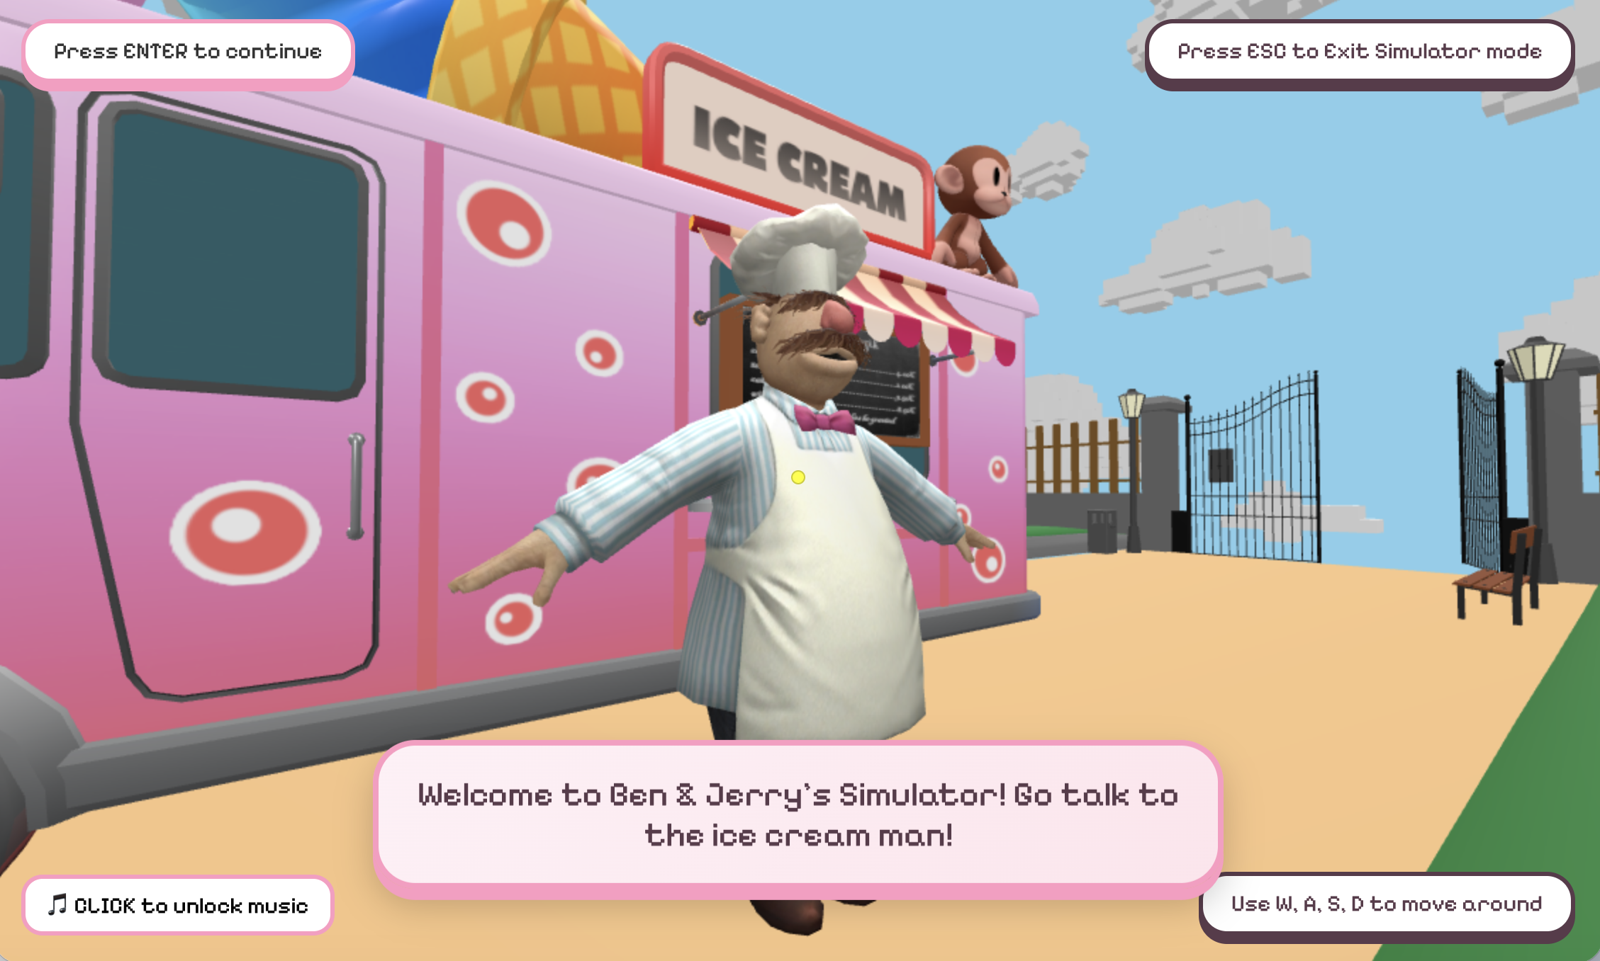 Press ENTER to continue
Press ESC to Exit Simulator mode
ICE CREAM
Welcome to Ben & Jerry's Simulator! Go talk to
the ice cream man!
♫ CLICK to unlock music
Use W, A, S, D to move around